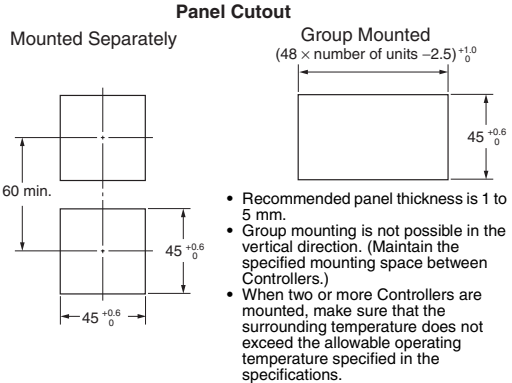 Panel Cutout
Mounted Separately
60 min.
45 +0.6 0
45 +0.6 0
Group Mounted
(48 × number of units −2.5) +1.0 0
45 +0.6 0
• Recommended panel thickness is 1 to
5 mm.
• Group mounting is not possible in the
vertical direction. (Maintain the
specified mounting space between
Controllers.)
• When two or more Controllers are
mounted, make sure that the
surrounding temperature does not
exceed the allowable operating
temperature specified in the
specifications.